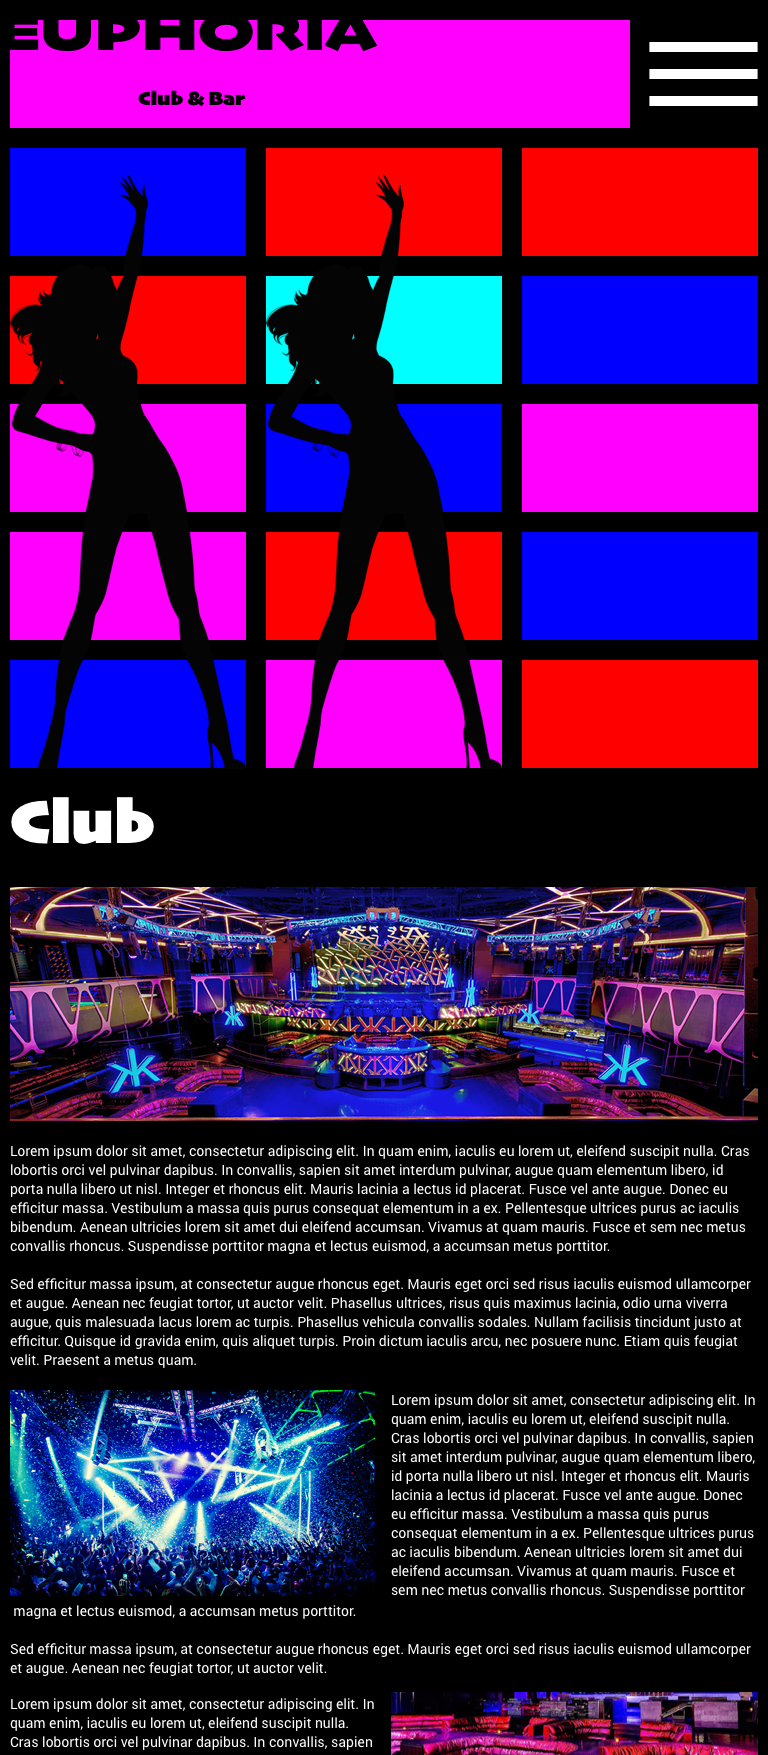 EUPHORIA
Club & Bar
Club
Lorem ipsum dolor sit amet, consectetur adipiscing elit. In quam enim, iaculis eu lorem ut, eleifend suscipit nulla. Cras
lobortis orci vel pulvinar dapibus. In convallis, sapien sit amet interdum pulvinar, augue quam elementum libero, id
porta nulla libero ut nisl. Integer et rhoncus elit. Mauris lacinia a lectus id placerat. Fusce vel ante augue. Donec eu
efficitur massa. Vestibulum a massa quis purus consequat elementum in a ex. Pellentesque ultrices purus ac iaculis
bibendum. Aenean ultricies lorem sit amet dui eleifend accumsan. Vivamus at quam mauris. Fusce et sem nec metus
convallis rhoncus. Suspendisse porttitor magna et lectus euismod, a accumsan metus porttitor.
Sed efficitur massa ipsum, at consectetur augue rhoncus eget. Mauris eget orci sed risus iaculis euismod ullamcorper
et augue. Aenean nec feugiat tortor, ut auctor velit. Phasellus ultrices, risus quis maximus lacinia, odio urna viverra
augue, quis malesuada lacus lorem ac turpis. Phasellus vehicula convallis sodales. Nullam facilisis tincidunt justo at
efficitur. Quisque id gravida enim, quis aliquet turpis. Proin dictum iaculis arcu, nec posuere nunc. Etiam quis feugiat
velit. Praesent a metus quam.
Lorem ipsum dolor sit amet, consectetur adipiscing elit. In
quam enim, iaculis eu lorem ut, eleifend suscipit nulla.
Cras lobortis orci vel pulvinar dapibus. In convallis, sapien
sit amet interdum pulvinar, augue quam elementum libero,
id porta nulla libero ut nisl. Integer et rhoncus elit. Mauris
lacinia a lectus id placerat. Fusce vel ante augue. Donec
eu efficitur massa. Vestibulum a massa quis purus
consequat elementum in a ex. Pellentesque ultrices purus
ac iaculis bibendum. Aenean ultricies lorem sit amet dui
eleifend accumsan. Vivamus at quam mauris. Fusce et
sem nec metus convallis rhoncus. Suspendisse porttitor
magna et lectus euismod, a accumsan metus porttitor.
Sed efficitur massa ipsum, at consectetur augue rhoncus eget. Mauris eget orci sed risus iaculis euismod ullamcorper
et augue. Aenean nec feugiat tortor, ut auctor velit.
Lorem ipsum dolor sit amet, consectetur adipiscing elit. In
quam enim, iaculis eu lorem ut, eleifend suscipit nulla.
Cras lobortis orci vel pulvinar dapibus. In convallis, sapien